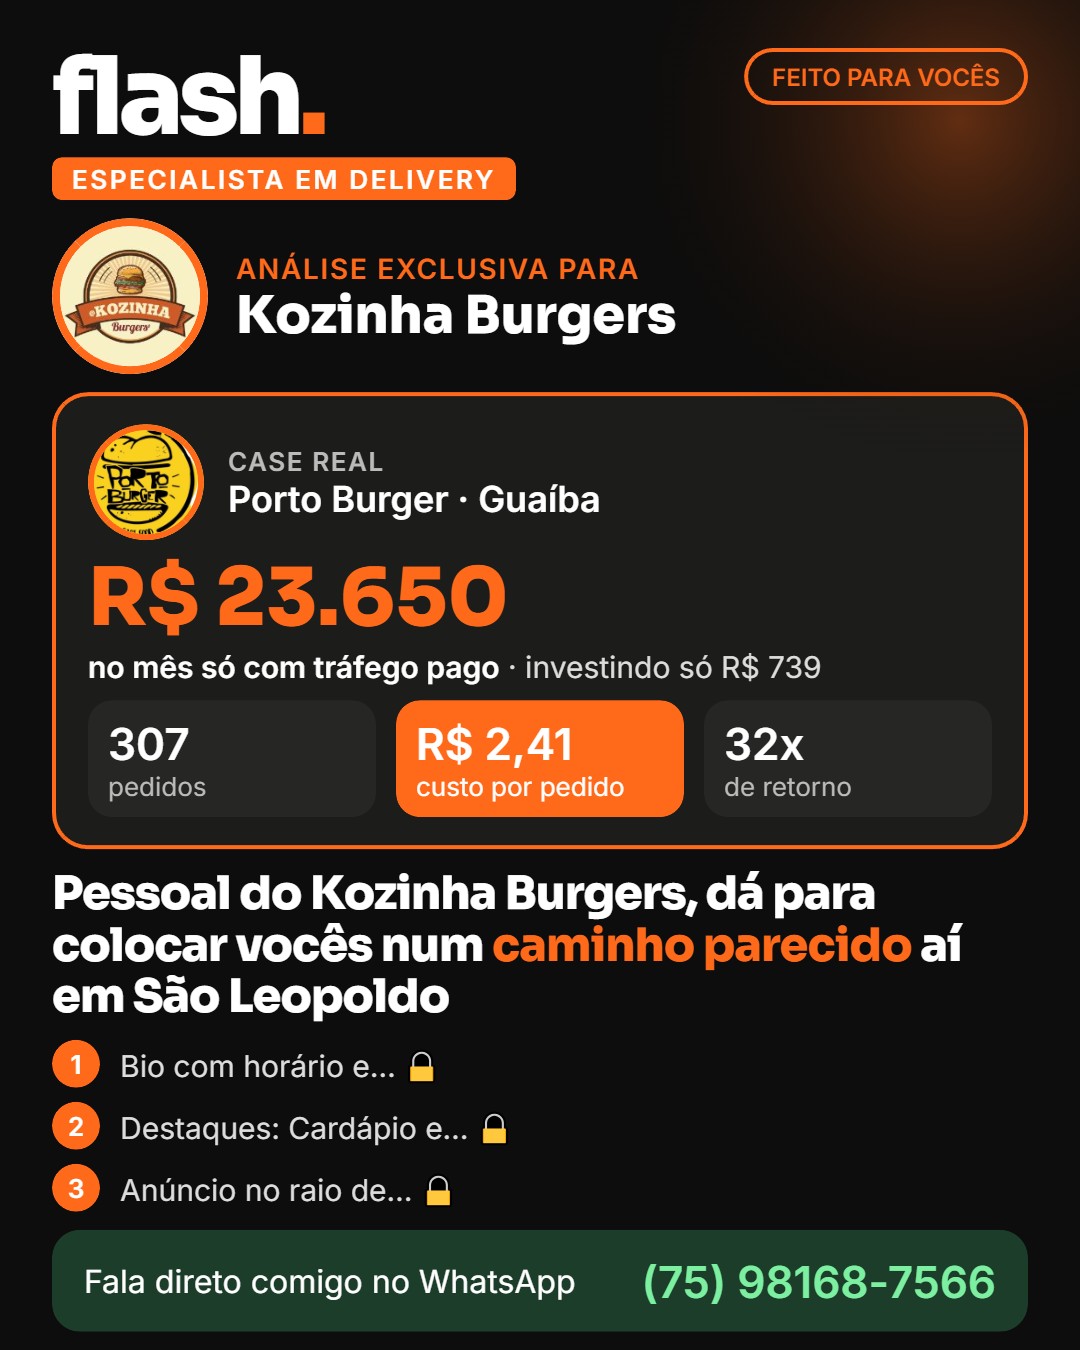 flash.
FEITO PARA VOCÊS
ESPECIALISTA EM DELIVERY
KOZINHA
Burgers
ANÁLISE EXCLUSIVA PARA
Kozinha Burgers
PORTO
BURGER
CASE REAL
Porto Burger · Guaíba
R$ 23.650
no mês só com tráfego pago · investindo só R$ 739
307
pedidos
R$ 2,41
custo por pedido
32x
de retorno
Pessoal do Kozinha Burgers, dá para
colocar vocês num caminho parecido aí
em São Leopoldo
1 Bio com horário e... 🔒
2 Destaques: Cardápio e... 🔒
3 Anúncio no raio de... 🔒
Fala direto comigo no WhatsApp (75) 98168-7566